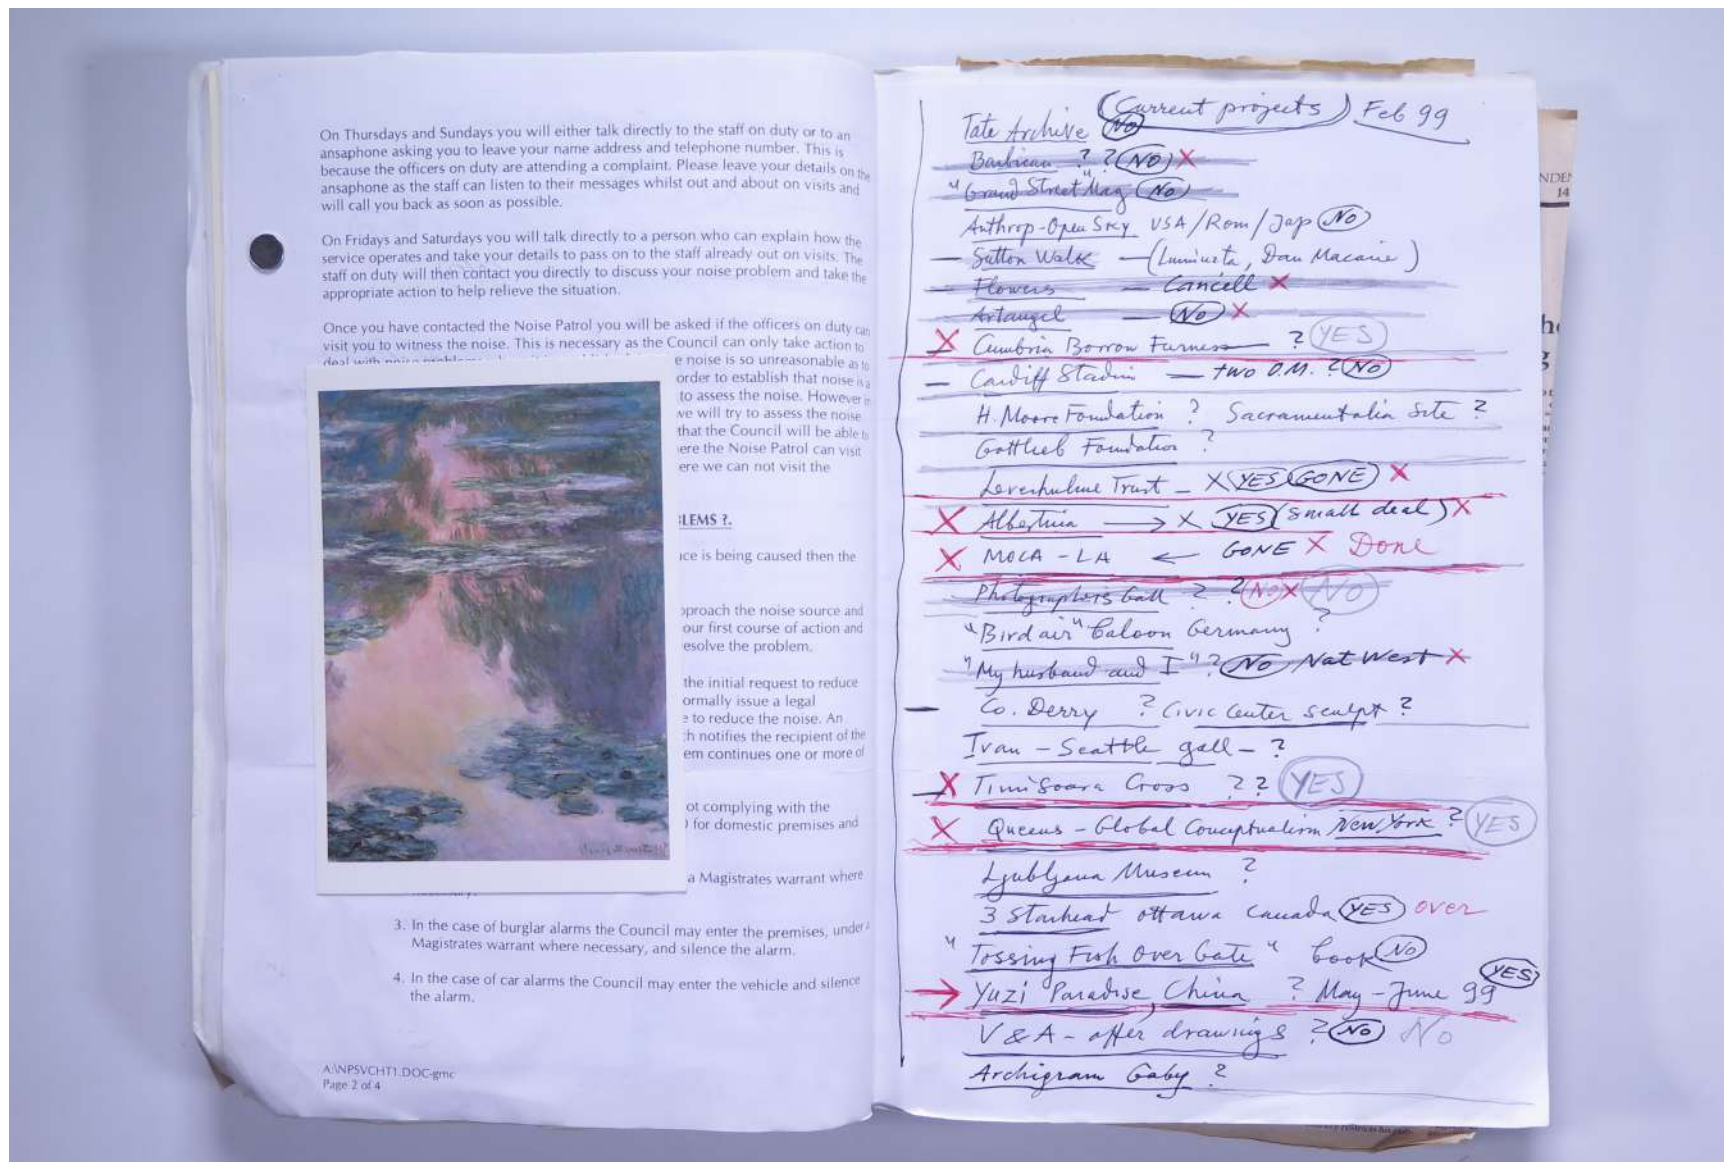 On Thursdays and Sundays you will either talk directly to the staff on duty or to an
ansaphone asking you to leave your name address and telephone number. This is
because the officers on duty are attending a complaint. Please leave your details on the
ansaphone as the staff can listen to their messages whilst out and about on visits and
will call you back as soon as possible.
On Fridays and Saturdays you will talk directly to a person who can explain how the
service operates and take your details to pass on to the staff already out on visits. The
staff on duty will then contact you directly to discuss your noise problem and take the
appropriate action to help relieve the situation.
Once you have contacted the Noise Patrol you will be asked if the officers on duty can
visit you to witness the noise. This is necessary as the Council can only take action to
deal with noise e noise is so unreasonable as to
order to establish that noise is a
to assess the noise. However in
we will try to assess the noise
that the Council will be able to
ere the Noise Patrol can visit
ere we can not visit the
LEMS ?.
ce is being caused then the
pproach the noise source and
our first course of action and
esolve the problem.
the initial request to reduce
ormally issue a legal
e to reduce the noise. An
h notifies the recipient of the
em continues one or more of
ot complying with the
for domestic premises and
a Magistrates warrant where
3. In the case of burglar alarms the Council may enter the premises, under a
Magistrates warrant where necessary, and silence the alarm.
4. In the case of car alarms the Council may enter the vehicle and silence
the alarm.
A:\NPSVCHT1.DOC-gmc
Page 2 of 4
(Current projects) Feb 99
Tate Archive No
Barbican ? ? (NO) X
"Grand Street" Mag (No)
Anthrop-Open Sky USA/Rom/Jap (No)
— Sutton Walk — (Lumineta, Dan Macarie)
— Flowers — Cancell X
— Artangel — (No) X
X Cumbria Borrow Furness ? (YES)
— Cardiff Stadium — two O.M. ? (NO)
H. Moore Foundation ? Sacramentalia Site ?
Gottlieb Foundation ?
Leverhulme Trust — X (YES) (GONE) X
X Albertina → X (YES) (small deal) X
X MOCA - LA ← GONE X Done
Photographers Gall ? ? (NO) X (NO)
"Bird air" baloon Germany ?
"My husband and I" ? (No) Nat West X
— Co. Derry ? Civic Center sculpt ?
Ivan - Seattle gall - ?
X Timisoara Cross ?? (YES)
X Queens - Global Conceptualism New York ? (YES)
Ljubljana Museum ?
3 Starhead Ottawa Canada (YES) over
"Tossing Fish Over Gate" book (No)
→ Yuzi Paradise, China ? May - June 99 (YES)
V & A - offer drawings ? (No) No
Archigram Gaby ?
NDEN
14